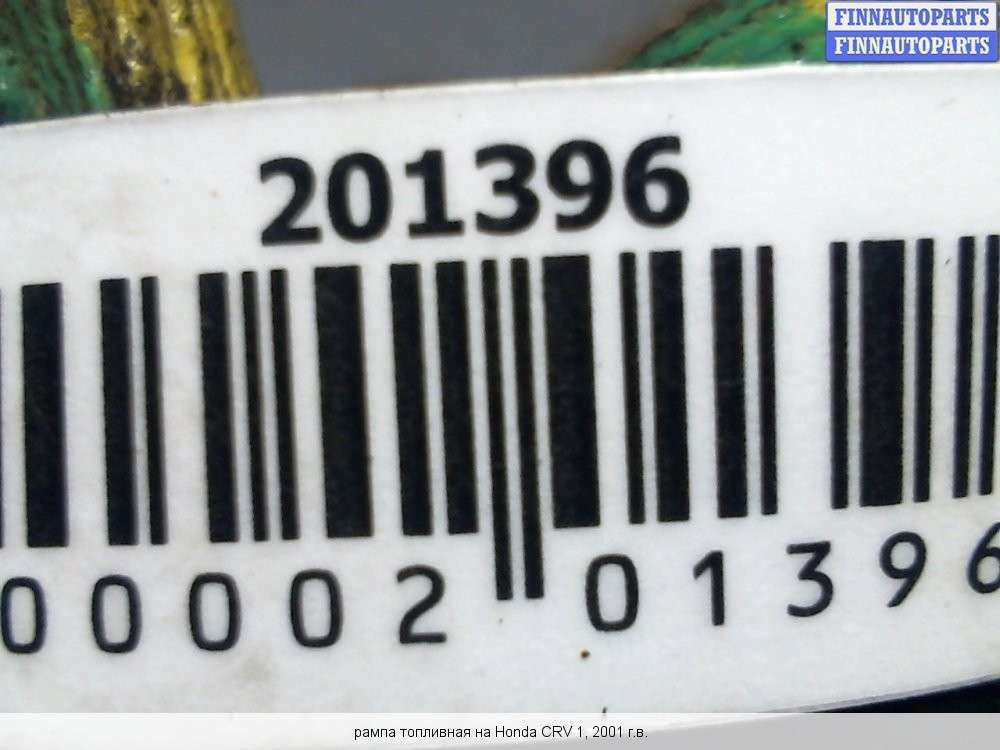 FINNAUTOPARTS
FINNAUTOPARTS
201396
00002 01396
рампа топливная на Honda CRV 1, 2001 г.в.